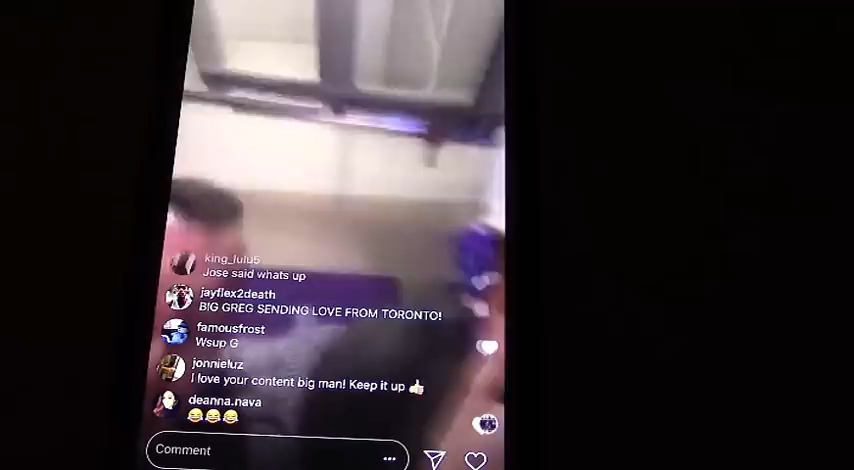 king_lulu5
Jose said whats up
jayflex2death
BIG GREG SENDING LOVE FROM TORONTO!
famousfrost
Wsup G
jonnieluz
I love your content big man! Keep it up 👍
deanna.nava
😂😂😂
Comment